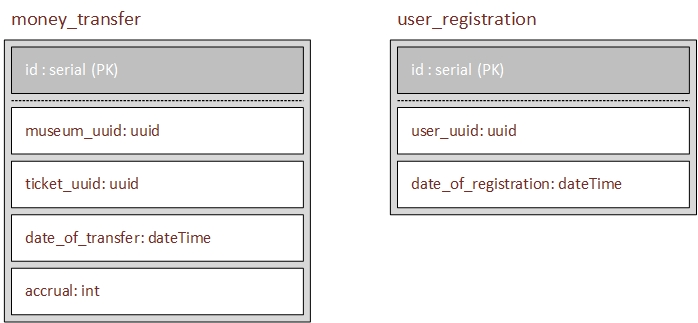 money_transfer
id : serial (PK)
museum_uuid: uuid
ticket_uuid: uuid
date_of_transfer: dateTime
accrual: int
user_registration
id : serial (PK)
user_uuid: uuid
date_of_registration: dateTime